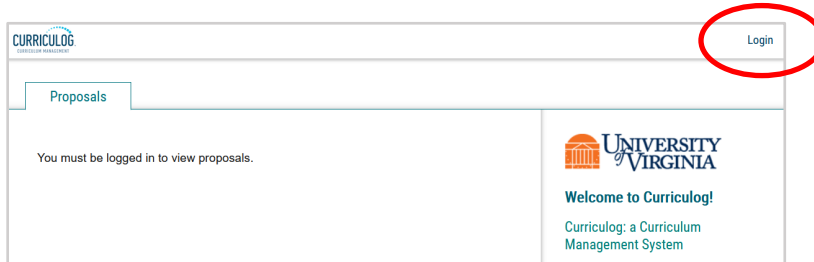 CURRICULOG
CURRICULUM MANAGEMENT
Login
Proposals
You must be logged in to view proposals.
UNIVERSITY
of VIRGINIA
Welcome to Curriculog!
Curriculog: a Curriculum
Management System